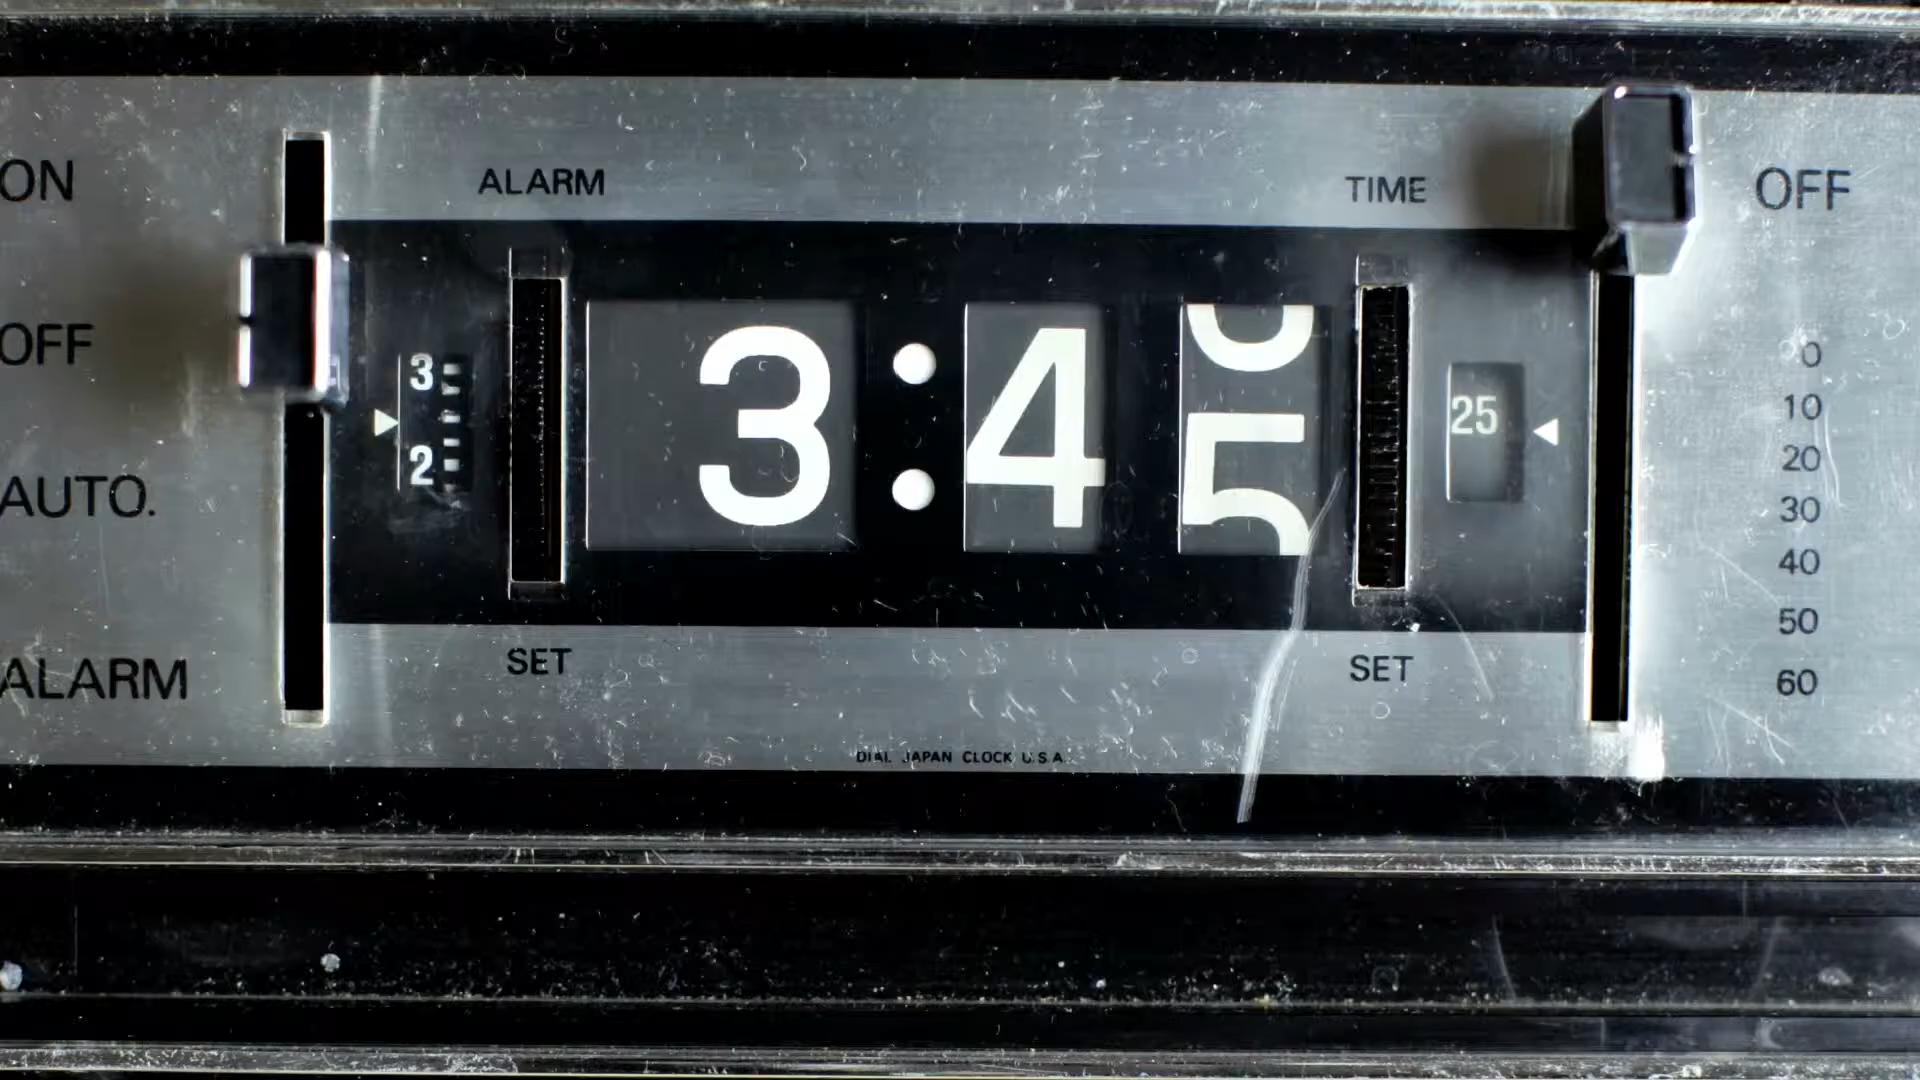 ON
OFF
AUTO.
ALARM
ALARM
3
2
SET
3:45
TIME
25
SET
OFF
0
10
20
30
40
50
60
DIAL JAPAN CLOCK U.S.A.